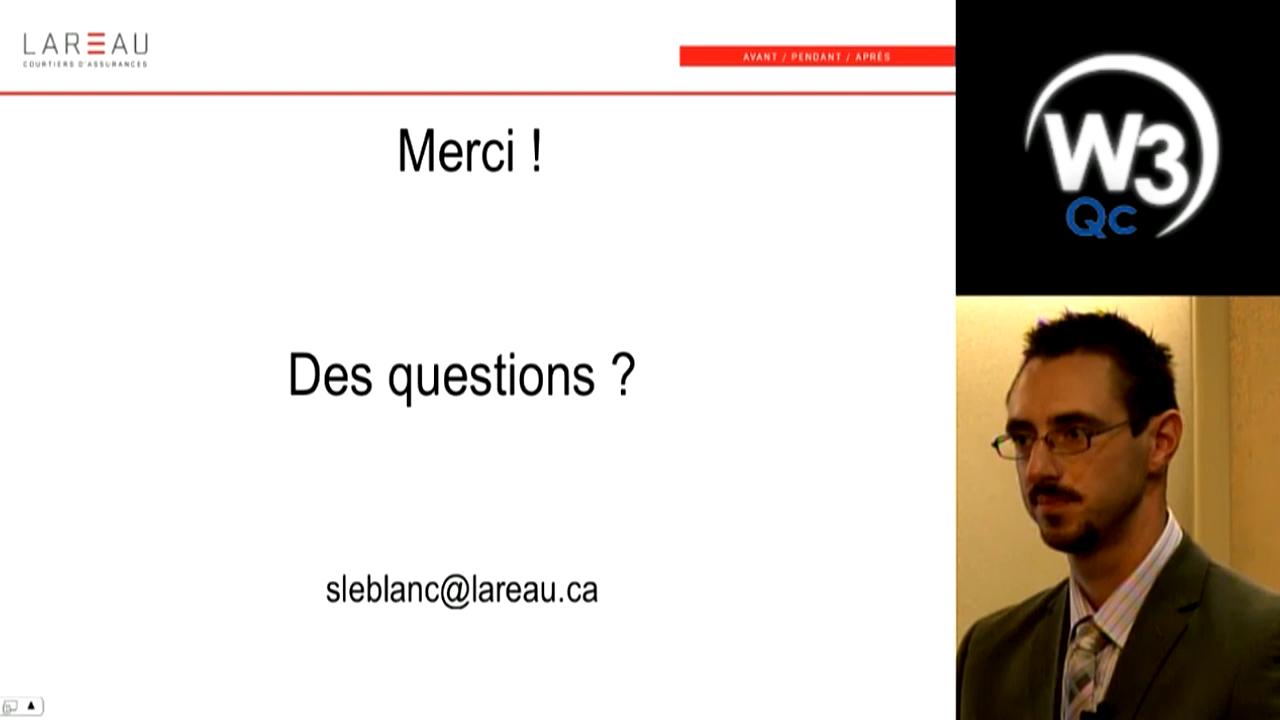 LAREAU
COURTIERS D'ASSURANCES
AVANT / PENDANT / APRÈS
Merci !
Des questions ?
sleblanc@lareau.ca
W3
Qc